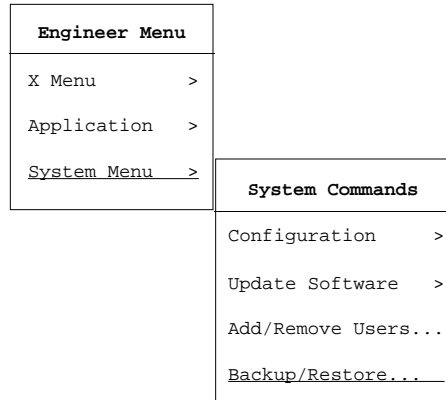 Engineer Menu
X Menu >
Application >
System Menu >
System Commands
Configuration >
Update Software >
Add/Remove Users...
Backup/Restore...